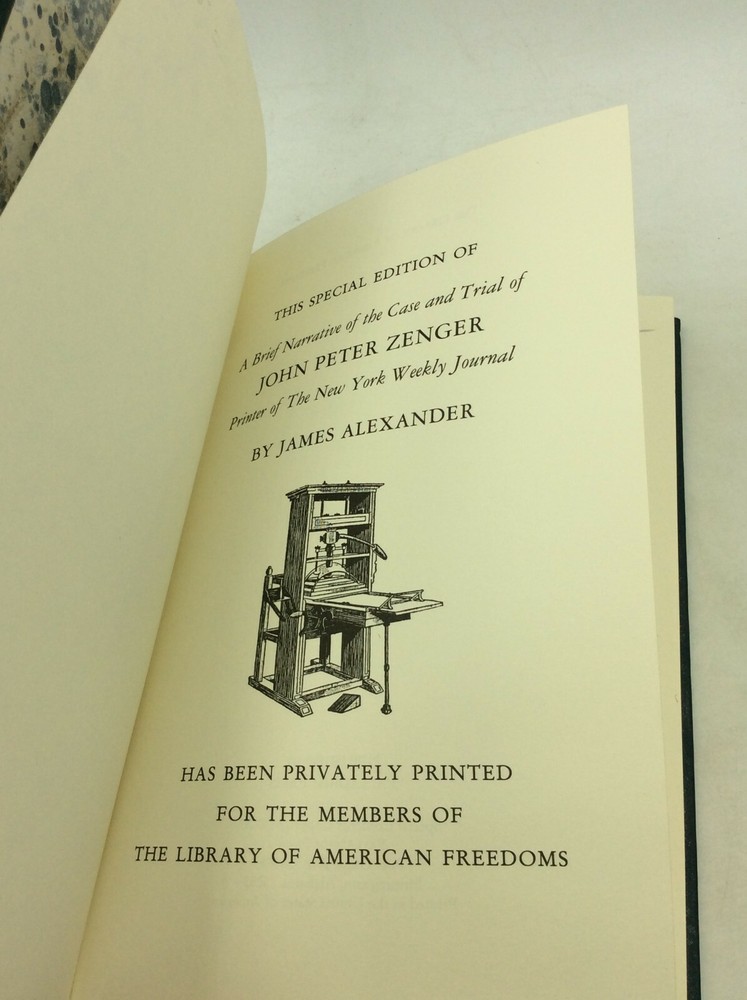 THIS SPECIAL EDITION OF
A Brief Narrative of the Case and Trial of
JOHN PETER ZENGER
Printer of The New York Weekly Journal
BY JAMES ALEXANDER
HAS BEEN PRIVATELY PRINTED
FOR THE MEMBERS OF
THE LIBRARY OF AMERICAN FREEDOMS